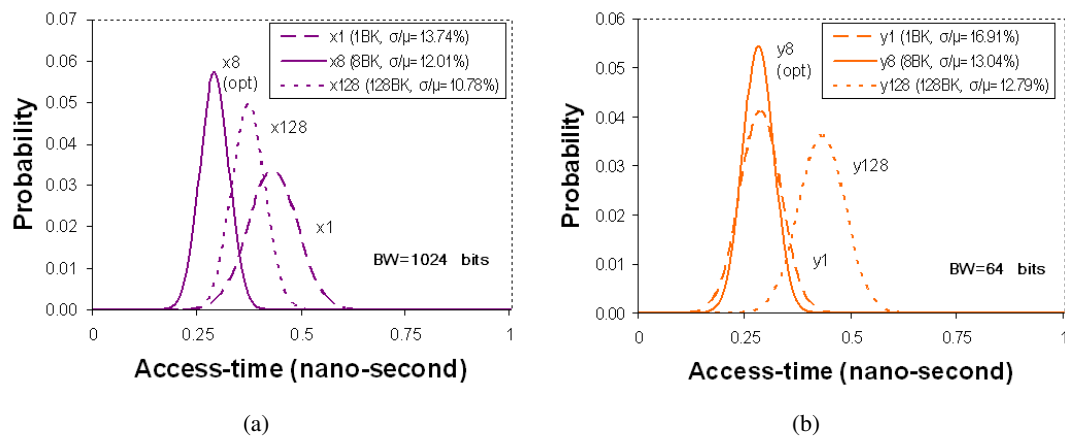 0.07
0.06
0.05
0.04
0.03
0.02
0.01
0.00
Probability
x1 (1BK, σ/μ= 13.74%)
x8 (8BK, σ/μ= 12.01%)
x128 (128BK, σ/μ= 10.78%)
x8
(opt)
x128
x1
BW=1024 bits
0
0.25
0.5
0.75
1
Access-time (nano-second)
(a)
0.06
0.05
0.04
0.03
0.02
0.01
0.00
Probability
y1 (1BK, σ/μ= 16.91%)
y8 (8BK, σ/μ= 13.04%)
y128 (128BK, σ/μ= 12.79%)
y8
(opt)
y128
y1
BW=64 bits
0
0.25
0.5
0.75
1
Access-time (nano-second)
(b)